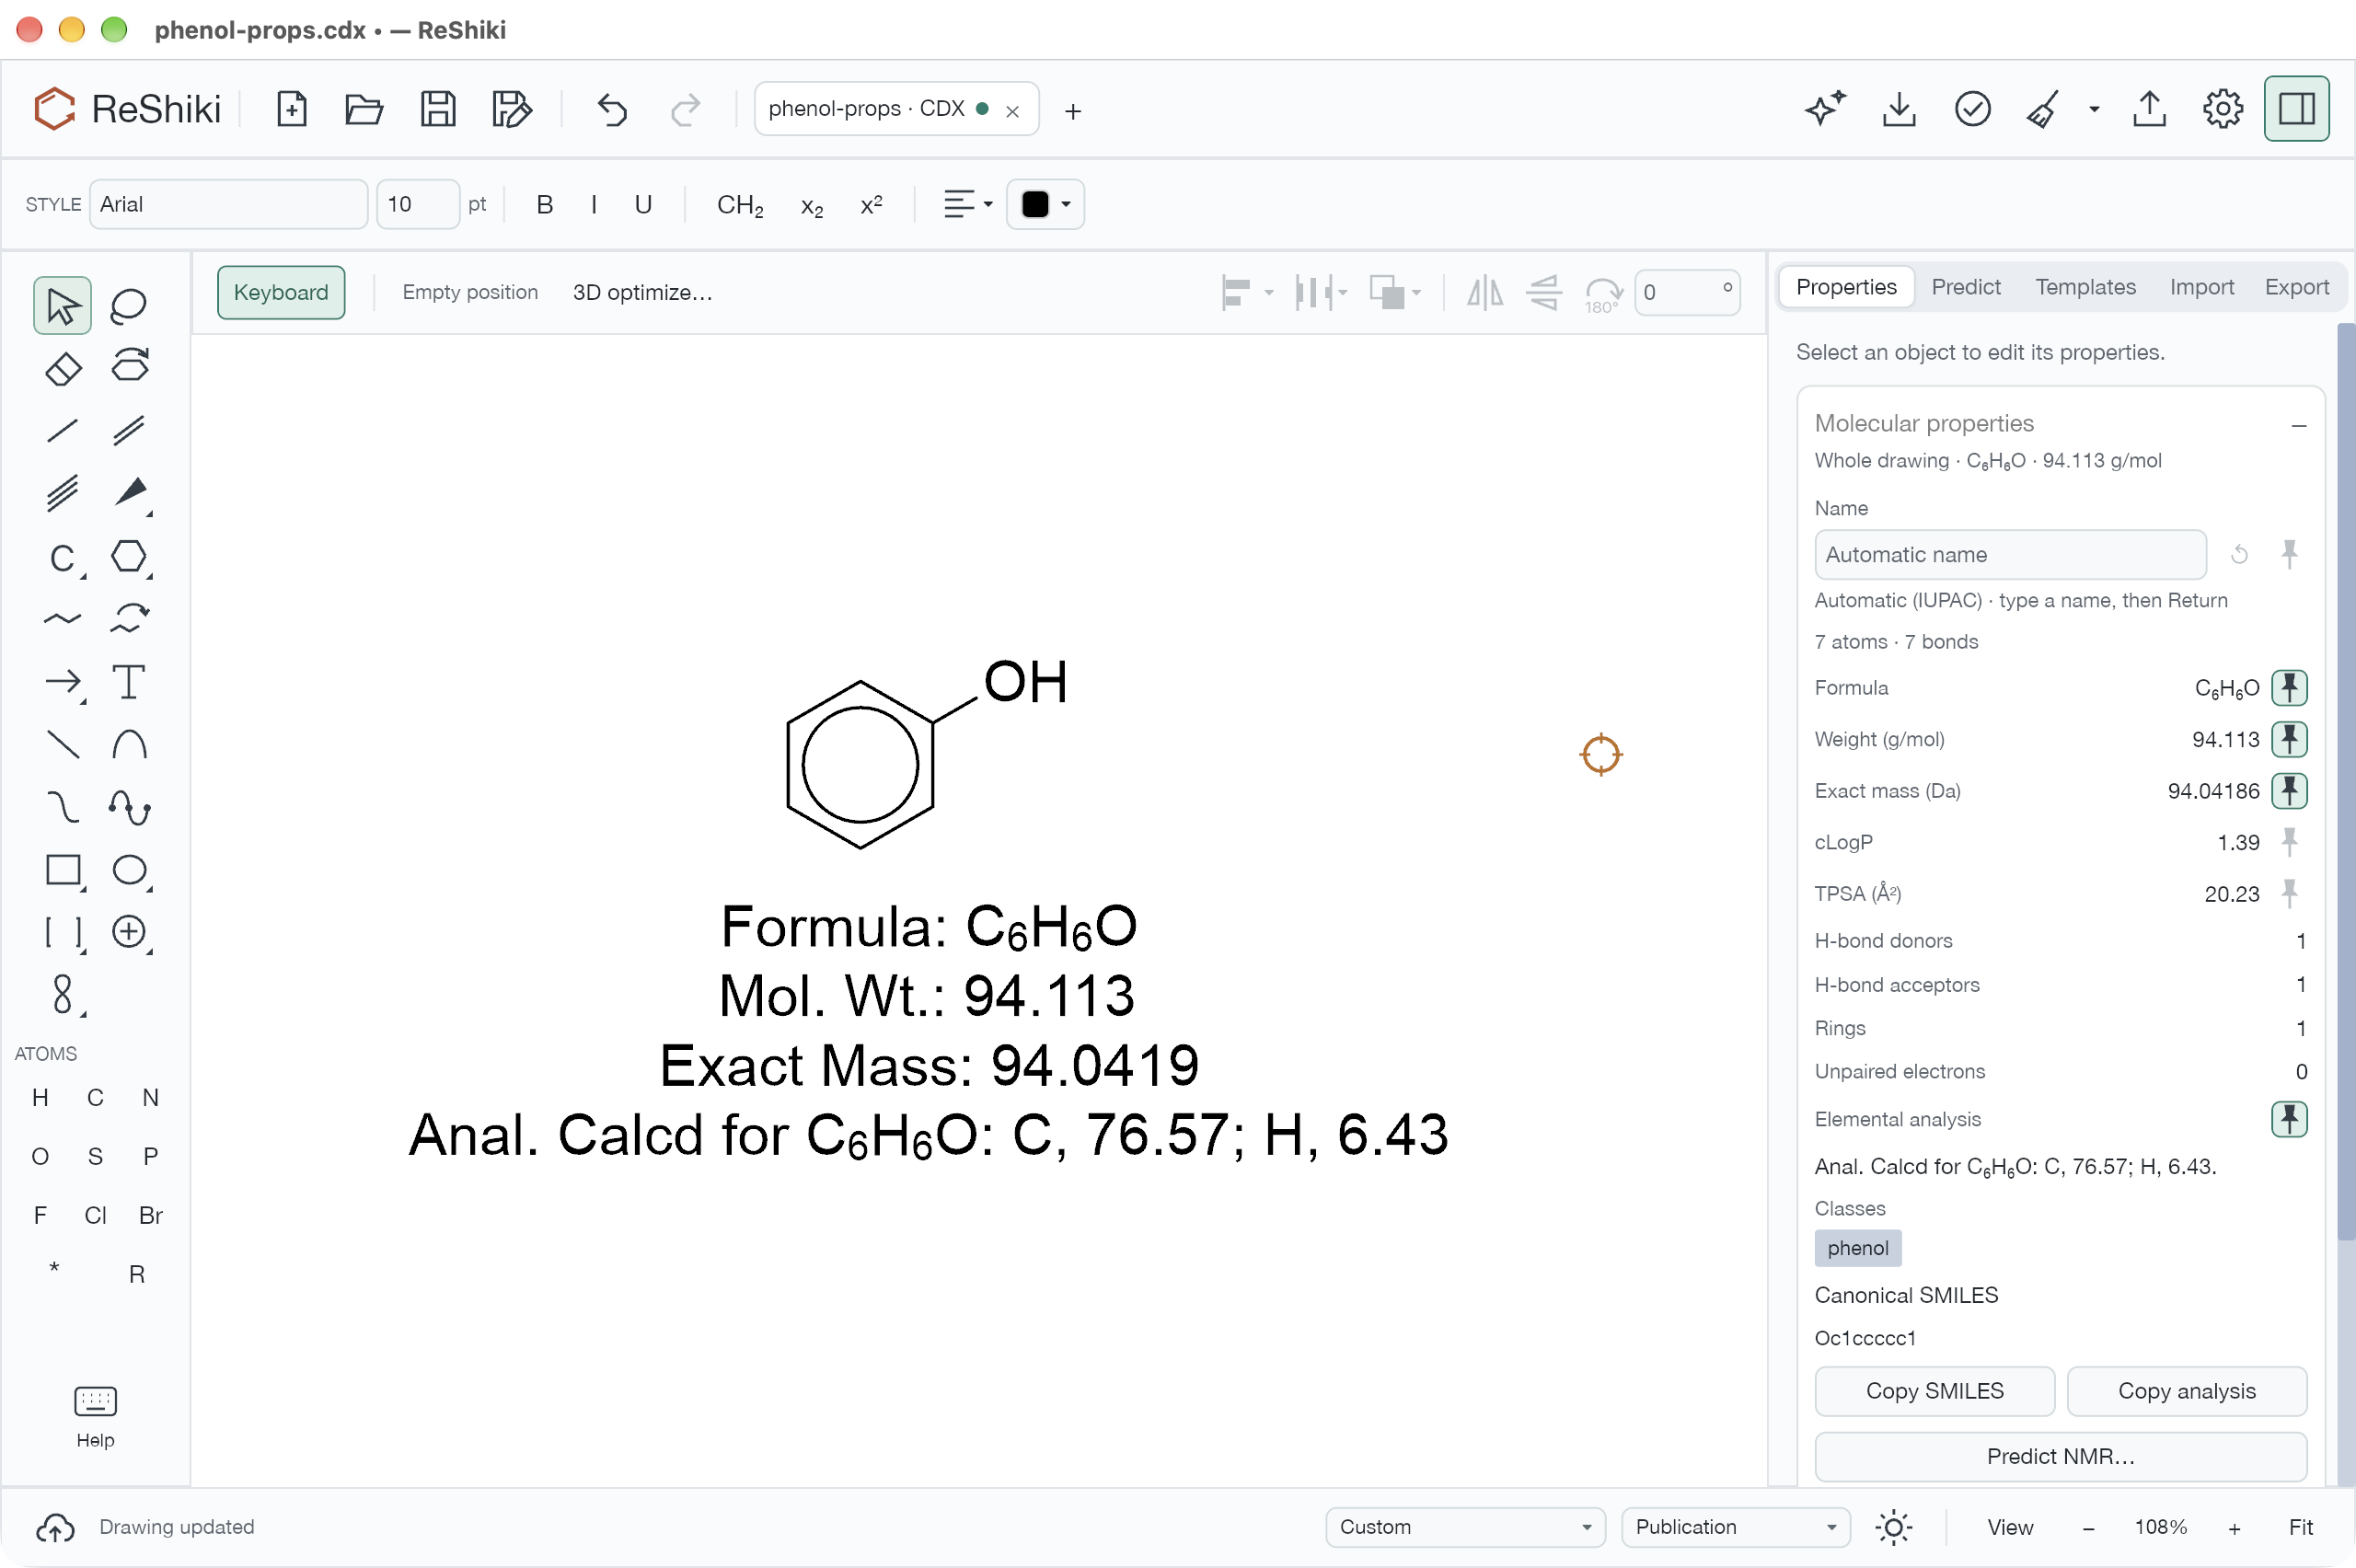 phenol-props.cdx • — ReShiki
ReShiki
phenol-props · CDX
STYLE Arial 10 pt B I U CH₂ x₂ x²
Keyboard Empty position 3D optimize... 180° 0 °
Properties Predict Templates Import Export
Select an object to edit its properties.
Molecular properties
Whole drawing · C₆H₆O · 94.113 g/mol
Name
Automatic name
Automatic (IUPAC) · type a name, then Return
7 atoms · 7 bonds
Formula C₆H₆O
Weight (g/mol) 94.113
Exact mass (Da) 94.04186
cLogP 1.39
TPSA (Å²) 20.23
H-bond donors 1
H-bond acceptors 1
Rings 1
Unpaired electrons 0
Elemental analysis
Anal. Calcd for C₆H₆O: C, 76.57; H, 6.43.
Classes
phenol
Canonical SMILES
Oc1ccccc1
Copy SMILES Copy analysis
Predict NMR...
OH
Formula: C₆H₆O
Mol. Wt.: 94.113
Exact Mass: 94.0419
Anal. Calcd for C₆H₆O: C, 76.57; H, 6.43
C
T
[ ]
ATOMS
H C N
O S P
F Cl Br
* R
Help
Drawing updated
Custom Publication View – 108% + Fit